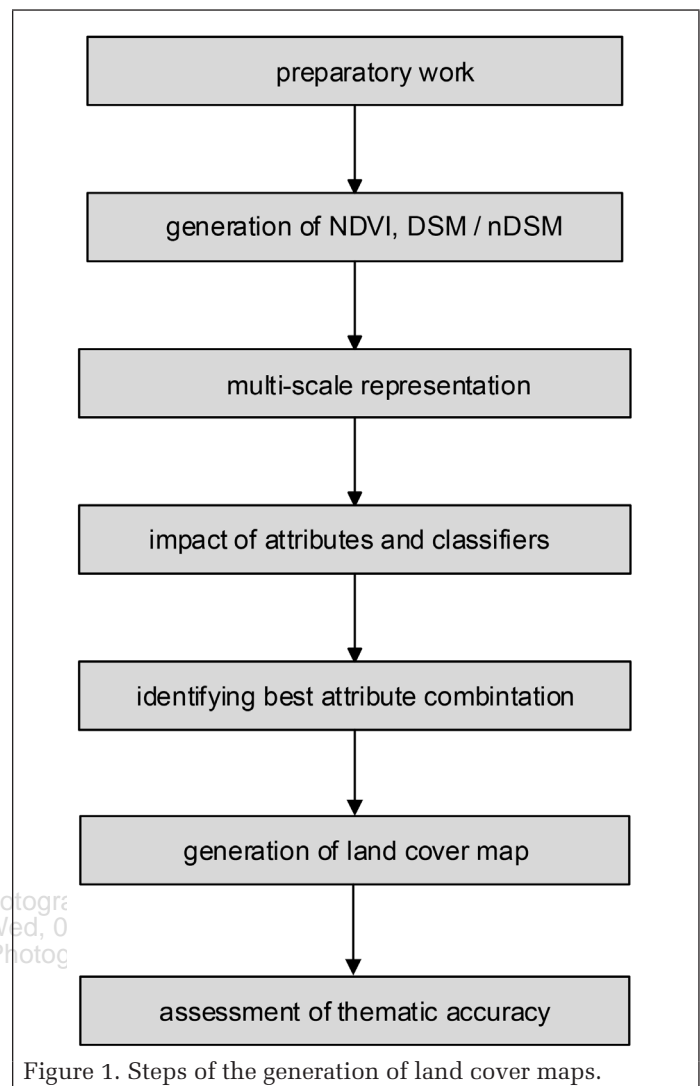 preparatory work
generation of NDVI, DSM / nDSM
multi-scale representation
impact of attributes and classifiers
identifying best attribute combintation
generation of land cover map
assessment of thematic accuracy
Figure 1. Steps of the generation of land cover maps.